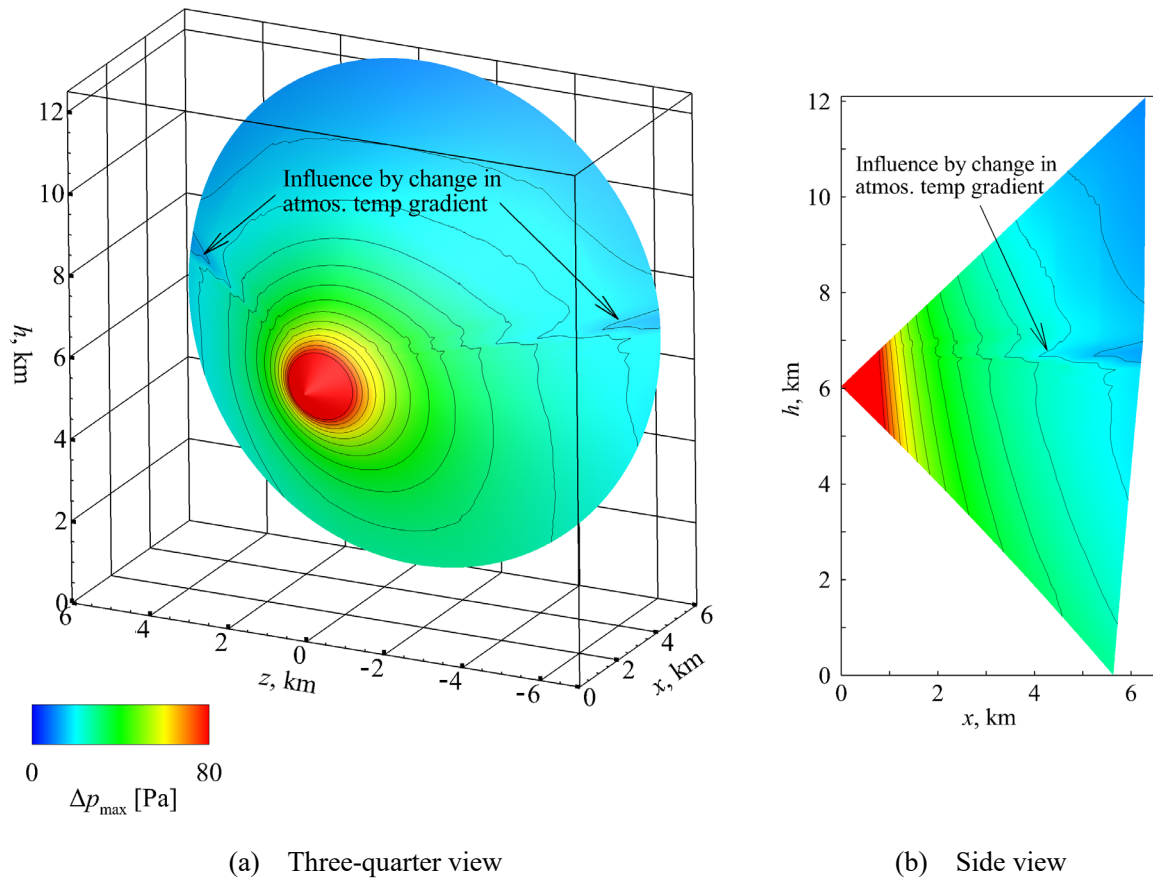 12
10
8
6
4
2
0
h, km
Influence by change in
atmos. temp gradient
6
4
2
0
-2
-4
-6
z, km
0
2
4
6
x, km
0
80
Δpmax [Pa]
(a) Three-quarter view
12
10
8
6
4
2
0
h, km
Influence by change in
atmos. temp gradient
0
2
4
6
x, km
(b) Side view